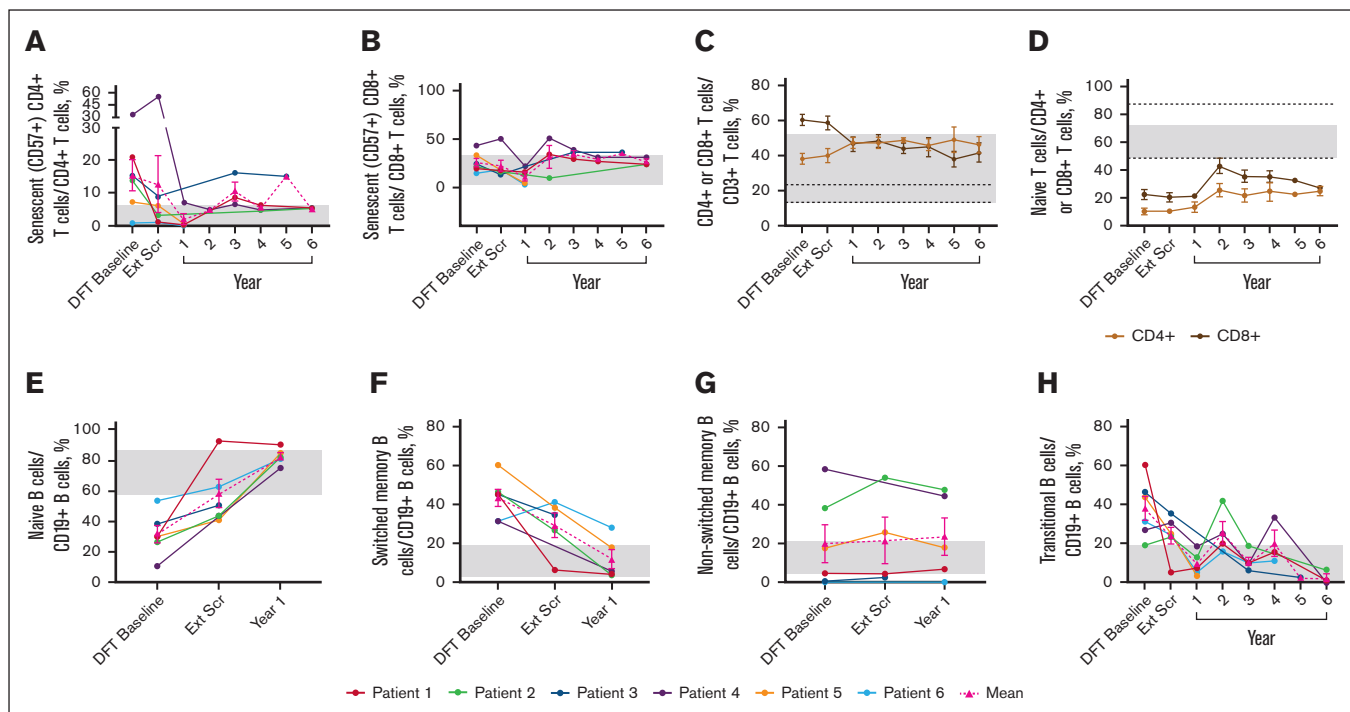 A
Senescent (CD57+) CD4+
T cells/CD4+ T cells, %
60
45
30
30
20
10
0
DFT Baseline
Ext Scr
1
2
3
4
5
6
Year
B
Senescent (CD57+) CD8+
T cells/ CD8+ T cells, %
100
50
0
DFT Baseline
Ext Scr
1
2
3
4
5
6
Year
C
CD4+ or CD8+ T cells/
CD3+ T cells, %
80
60
40
20
0
DFT Baseline
Ext Scr
1
2
3
4
5
6
Year
D
Naive T cells/CD4+
or CD8+ T cells, %
100
80
60
40
20
0
DFT Baseline
Ext Scr
1
2
3
4
5
6
Year
CD4+ CD8+
E
Naive B cells/
CD19+ B cells, %
100
80
60
40
20
0
DFT Baseline
Ext Scr
Year 1
F
Switched memory B
cells/CD19+ B cells, %
80
60
40
20
0
DFT Baseline
Ext Scr
Year 1
G
Non-switched memory B
cells/CD19+ B cells, %
80
60
40
20
0
DFT Baseline
Ext Scr
Year 1
H
Transitional B cells/
CD19+ B cells, %
80
60
40
20
0
DFT Baseline
Ext Scr
1
2
3
4
5
6
Year
Patient 1 Patient 2 Patient 3 Patient 4 Patient 5 Patient 6 Mean